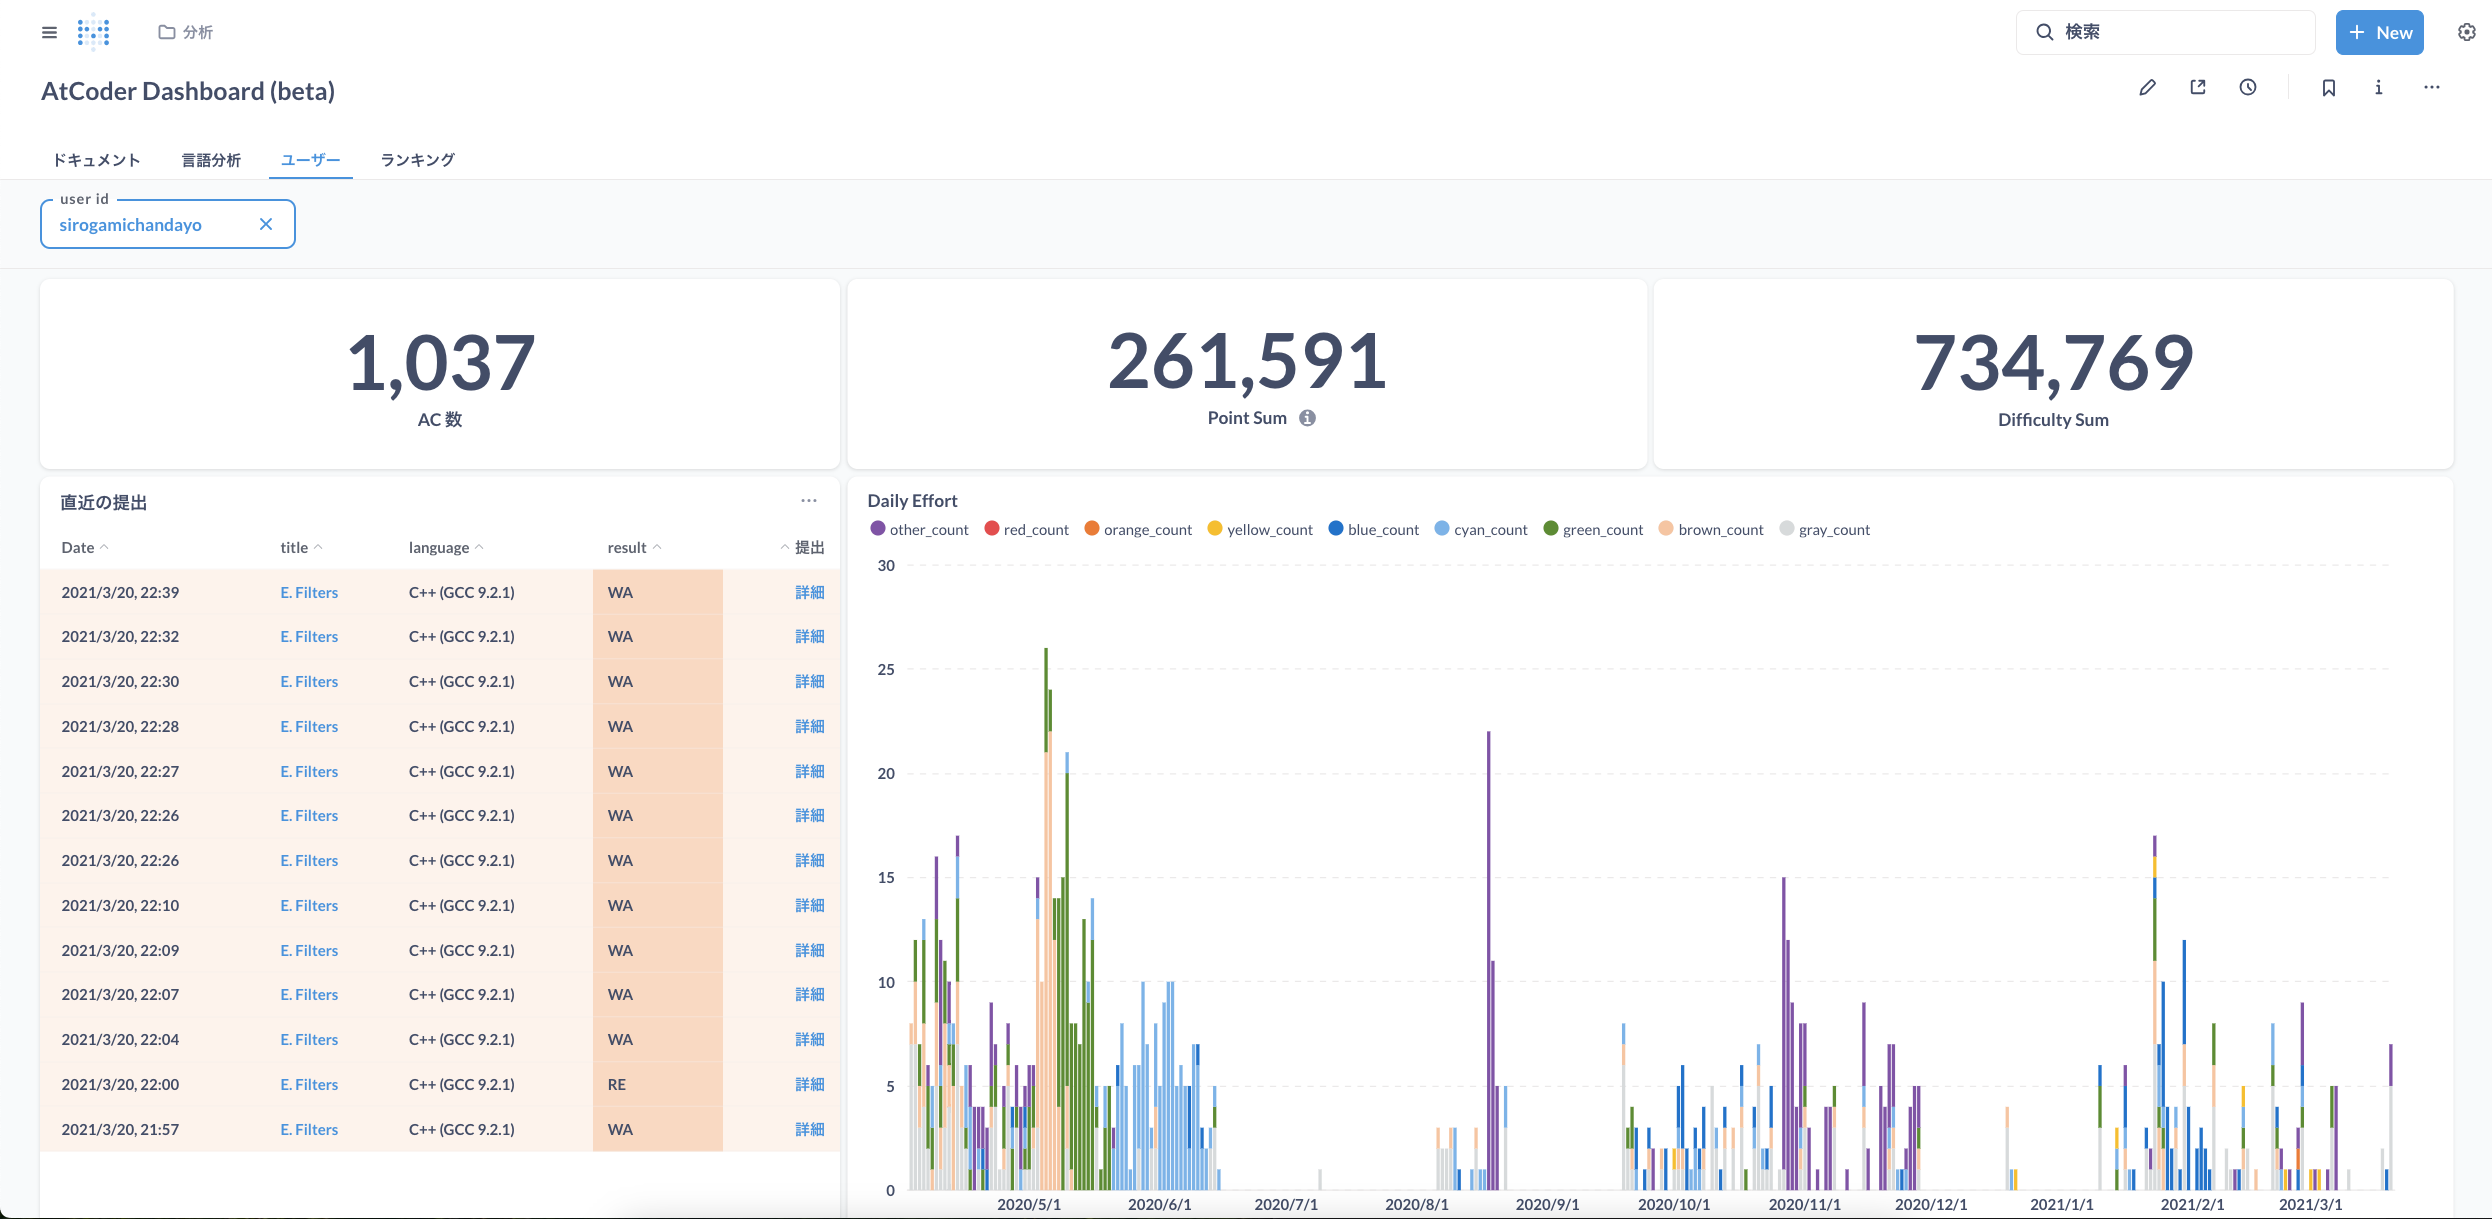 分析
検索
New
AtCoder Dashboard (beta)
ドキュメント 言語分析 ユーザー ランキング
user id
sirogamichandayo
1,037
AC 数
261,591
Point Sum
734,769
Difficulty Sum
直近の提出
Date title language result 提出
2021/3/20, 22:39 E. Filters C++ (GCC 9.2.1) WA 詳細
2021/3/20, 22:32 E. Filters C++ (GCC 9.2.1) WA 詳細
2021/3/20, 22:30 E. Filters C++ (GCC 9.2.1) WA 詳細
2021/3/20, 22:28 E. Filters C++ (GCC 9.2.1) WA 詳細
2021/3/20, 22:27 E. Filters C++ (GCC 9.2.1) WA 詳細
2021/3/20, 22:26 E. Filters C++ (GCC 9.2.1) WA 詳細
2021/3/20, 22:26 E. Filters C++ (GCC 9.2.1) WA 詳細
2021/3/20, 22:10 E. Filters C++ (GCC 9.2.1) WA 詳細
2021/3/20, 22:09 E. Filters C++ (GCC 9.2.1) WA 詳細
2021/3/20, 22:07 E. Filters C++ (GCC 9.2.1) WA 詳細
2021/3/20, 22:04 E. Filters C++ (GCC 9.2.1) WA 詳細
2021/3/20, 22:00 E. Filters C++ (GCC 9.2.1) RE 詳細
2021/3/20, 21:57 E. Filters C++ (GCC 9.2.1) WA 詳細
Daily Effort
other_count red_count orange_count yellow_count blue_count cyan_count green_count brown_count gray_count
30
25
20
15
10
5
0
2020/5/1 2020/6/1 2020/7/1 2020/8/1 2020/9/1 2020/10/1 2020/11/1 2020/12/1 2021/1/1 2021/2/1 2021/3/1